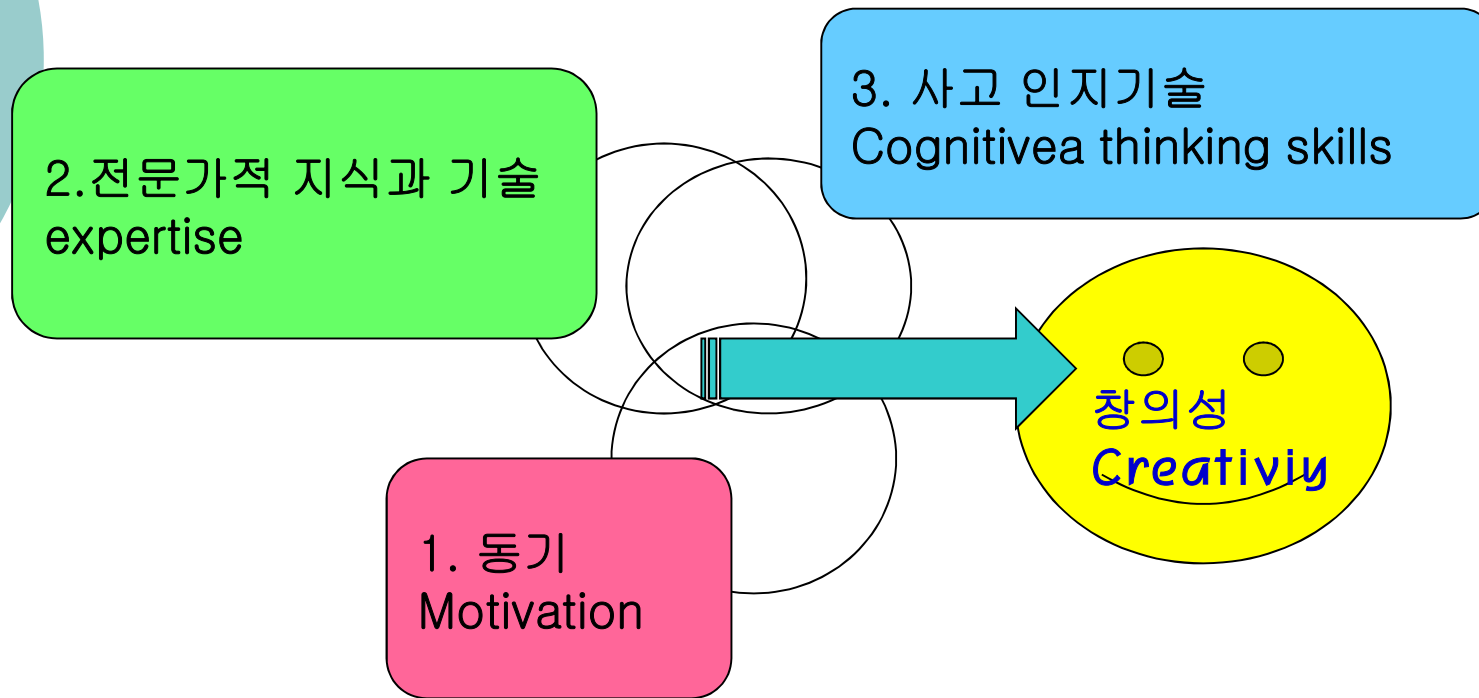 3. 사고 인지기술
Cognitivea thinking skills
2.전문가적 지식과 기술
expertise
창의성
Creativiy
1. 동기
Motivation